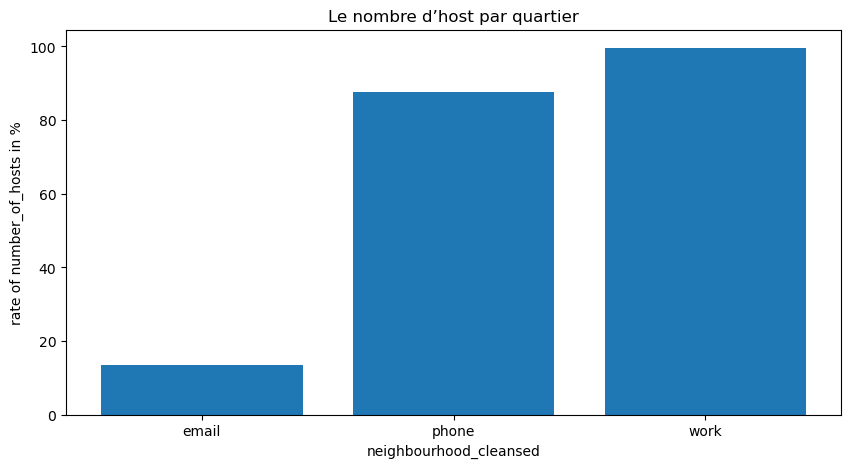 Le nombre d’host par quartier
rate of number_of_hosts in %
100
80
60
40
20
0
email phone work
neighbourhood_cleansed